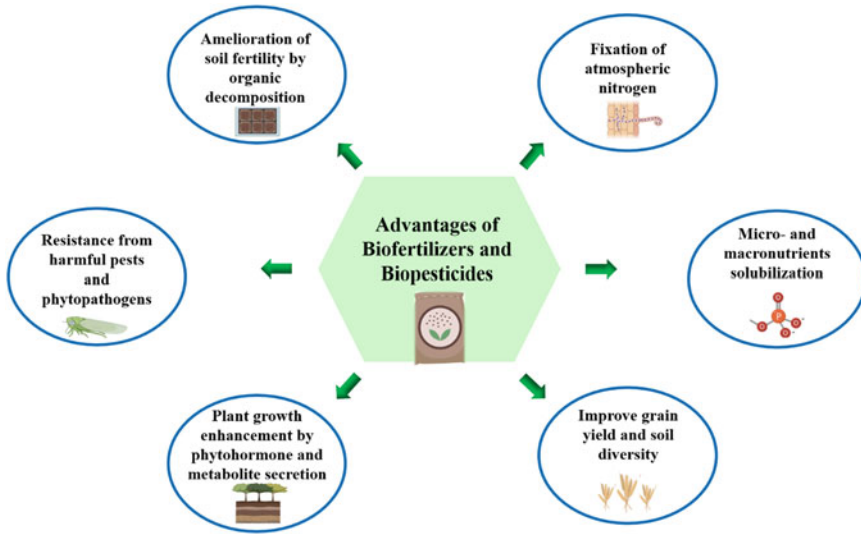 Amelioration of
soil fertility by
organic
decomposition
Fixation of
atmospheric
nitrogen
Resistance from
harmful pests
and
phytopathogens
Advantages of
Biofertilizers and
Biopesticides
Micro- and
macronutrients
solubilization
O
P
O
O-
O-
Plant growth
enhancement by
phytohormone and
metabolite secretion
Improve grain
yield and soil
diversity